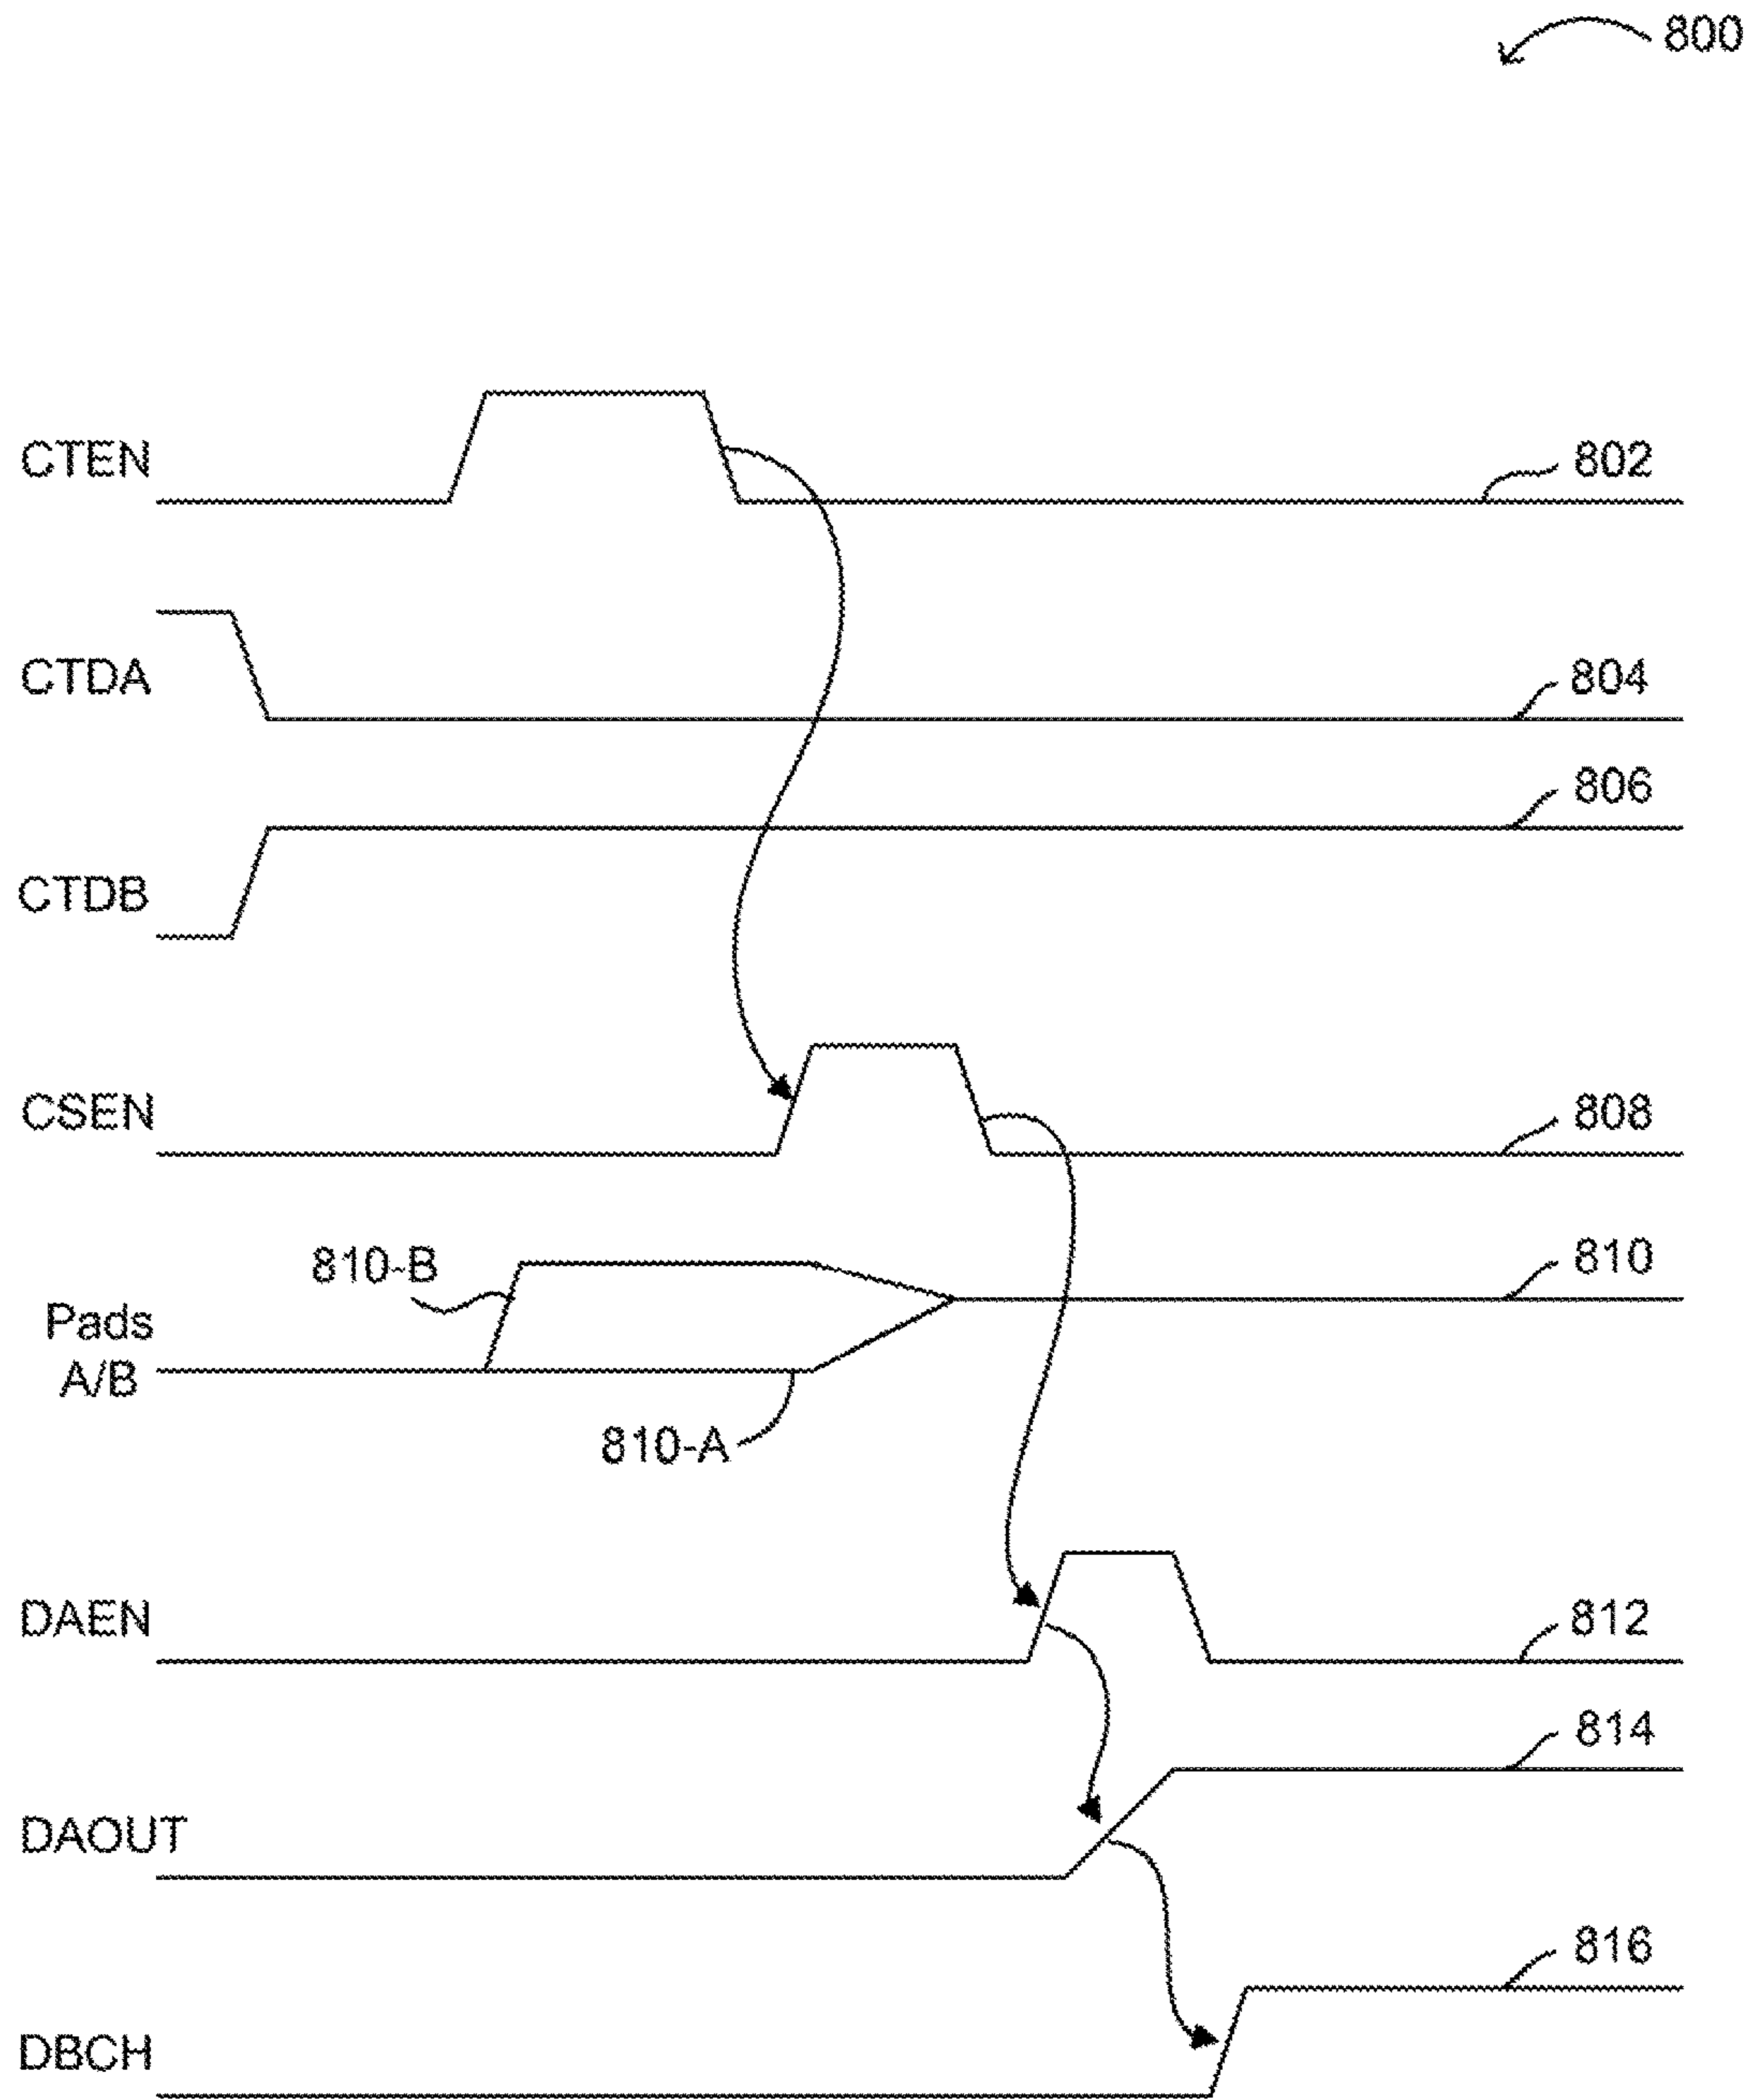 800
CTEN
802
CTDA
804
806
CTDB
CSEN
808
810-B
810
Pads
A/B
810-A
DAEN
812
814
DAOUT
816
DBCH